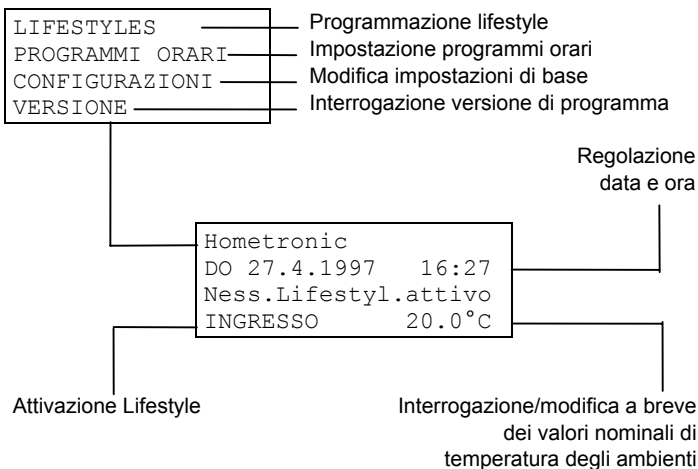 LIFESTYLES
Programmazione lifestyle
PROGRAMMI ORARI
Impostazione programmi orari
CONFIGURAZIONI
Modifica impostazioni di base
VERSIONE
Interrogazione versione di programma
Regolazione
data e ora
Hometronic
DO 27.4.1997 16:27
Ness.Lifestyl.attivo
INGRESSO 20.0°C
Attivazione Lifestyle
Interrogazione/modifica a breve
dei valori nominali di
temperatura degli ambienti